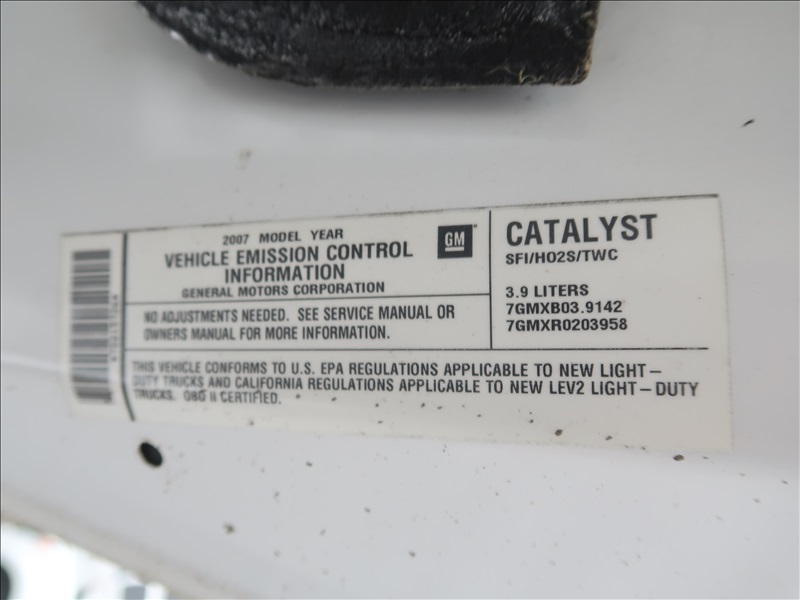 2007 MODEL YEAR
VEHICLE EMISSION CONTROL
INFORMATION
GENERAL MOTORS CORPORATION
GM
NO ADJUSTMENTS NEEDED. SEE SERVICE MANUAL OR
OWNERS MANUAL FOR MORE INFORMATION.
CATALYST
SFI/HO2S/TWC
3.9 LITERS
7GMXB03.9142
7GMXR0203958
THIS VEHICLE CONFORMS TO U.S. EPA REGULATIONS APPLICABLE TO NEW LIGHT-
DUTY TRUCKS AND CALIFORNIA REGULATIONS APPLICABLE TO NEW LEV2 LIGHT-DUTY
TRUCKS. OBD II CERTIFIED.